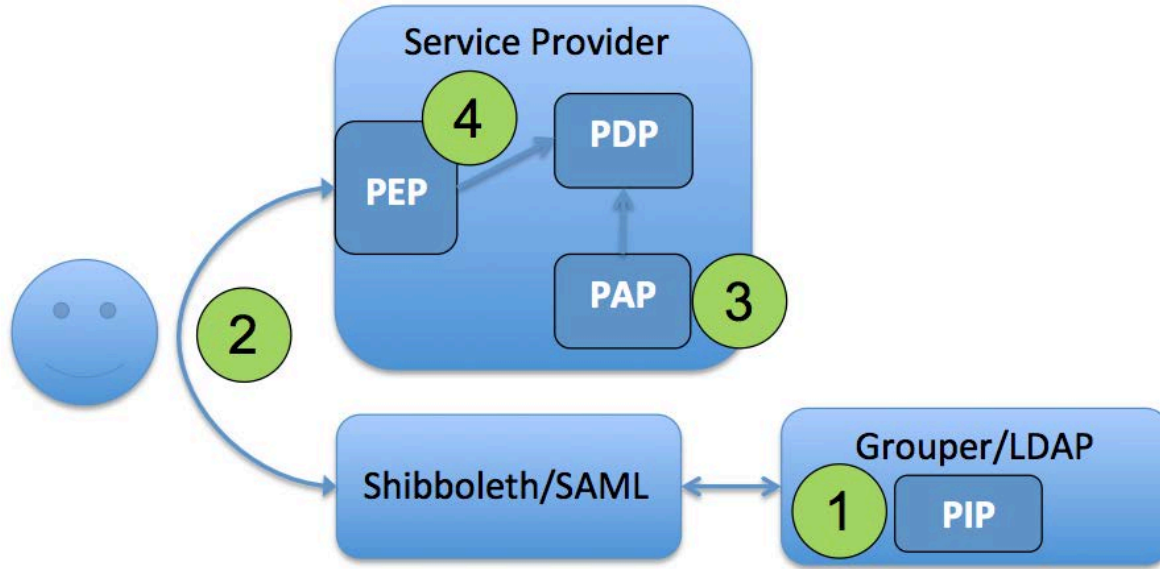 Service Provider
4
PDP
PEP
PAP
3
2
Shibboleth/SAML
Grouper/LDAP
1
PIP